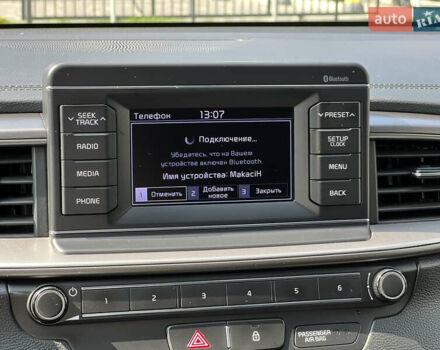 auto RIA
Bluetooth
SEEK
TRACK
RADIO
MEDIA
PHONE
Телефон 13:07
Подключение...
Убедитесь, что на Вашем
устройстве включен Bluetooth.
Имя устройства: MakaciH
1 Отменить 2 Добавить новое 3 Закрыть
PRESET
SETUP
CLOCK
MENU
BACK
1 2 3 4 5 6
PASSENGER
AIR BAG